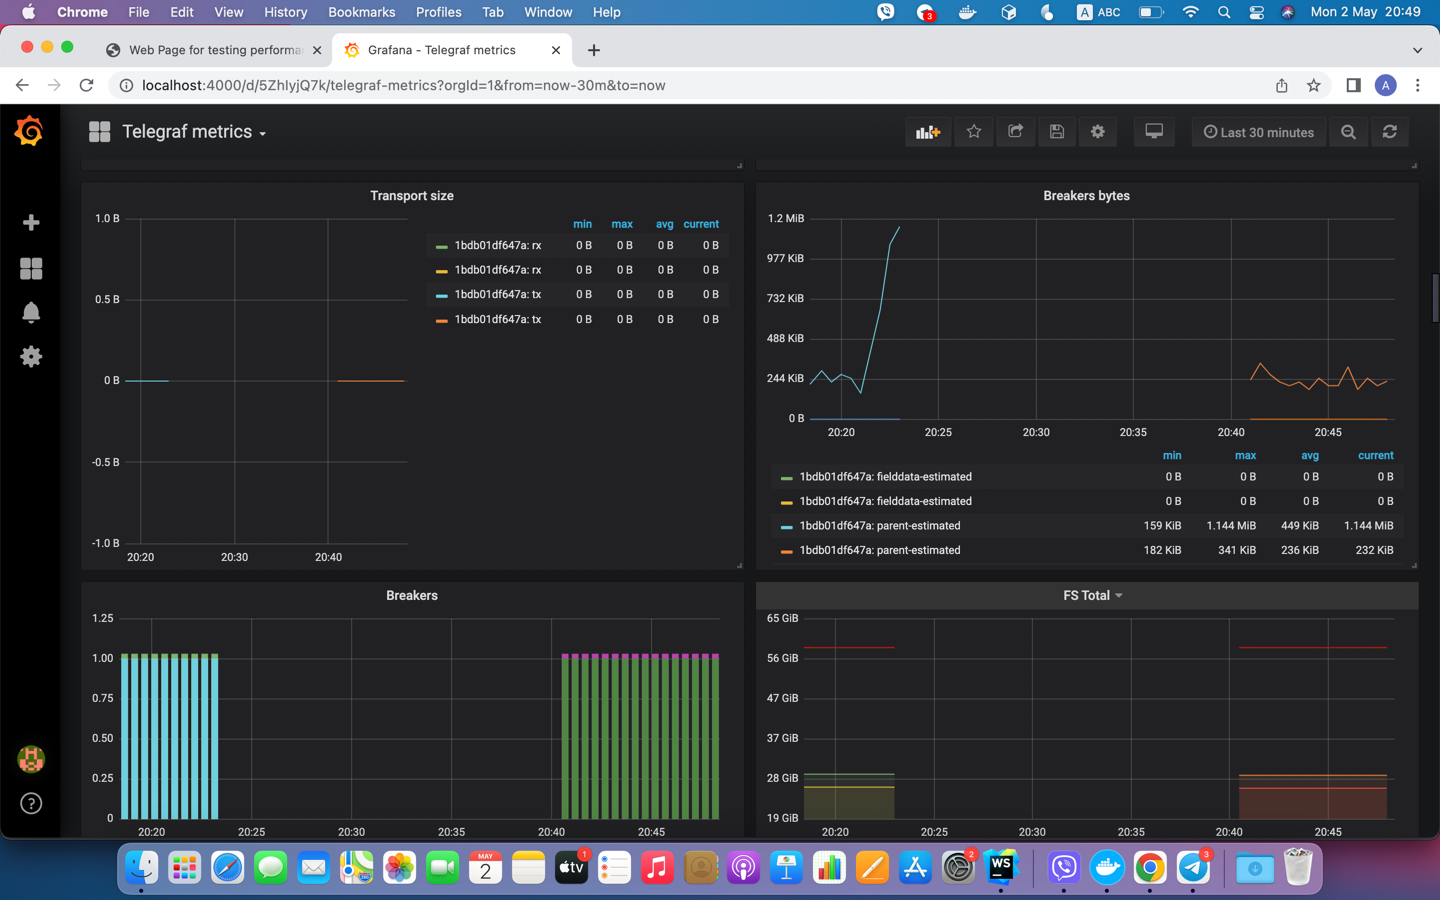 Chrome File Edit View History Bookmarks Profiles Tab Window Help 3 A ABC Mon 2 May 20:49
Web Page for testing performa
Grafana - Telegraf metrics
localhost:4000/d/5ZhIyjQ7k/telegraf-metrics?orgId=1&from=now-30m&to=now
A
Telegraf metrics
Last 30 minutes
Transport size
1.0 B
0.5 B
0 B
-0.5 B
-1.0 B
20:20 20:30 20:40
min max avg current
1bdb01df647a: rx 0 B 0 B 0 B 0 B
1bdb01df647a: rx 0 B 0 B 0 B 0 B
1bdb01df647a: tx 0 B 0 B 0 B 0 B
1bdb01df647a: tx 0 B 0 B 0 B 0 B
Breakers bytes
1.2 MiB
977 KiB
732 KiB
488 KiB
244 KiB
0 B
20:20 20:25 20:30 20:35 20:40 20:45
min max avg current
1bdb01df647a: fielddata-estimated 0 B 0 B 0 B 0 B
1bdb01df647a: fielddata-estimated 0 B 0 B 0 B 0 B
1bdb01df647a: parent-estimated 159 KiB 1.144 MiB 449 KiB 1.144 MiB
1bdb01df647a: parent-estimated 182 KiB 341 KiB 236 KiB 232 KiB
Breakers
1.25
1.00
0.75
0.50
0.25
0
20:20 20:25 20:30 20:35 20:40 20:45
FS Total
65 GiB
56 GiB
47 GiB
37 GiB
28 GiB
19 GiB
20:20 20:25 20:30 20:35 20:40 20:45
MAY
2
tv
1
2
WS
3